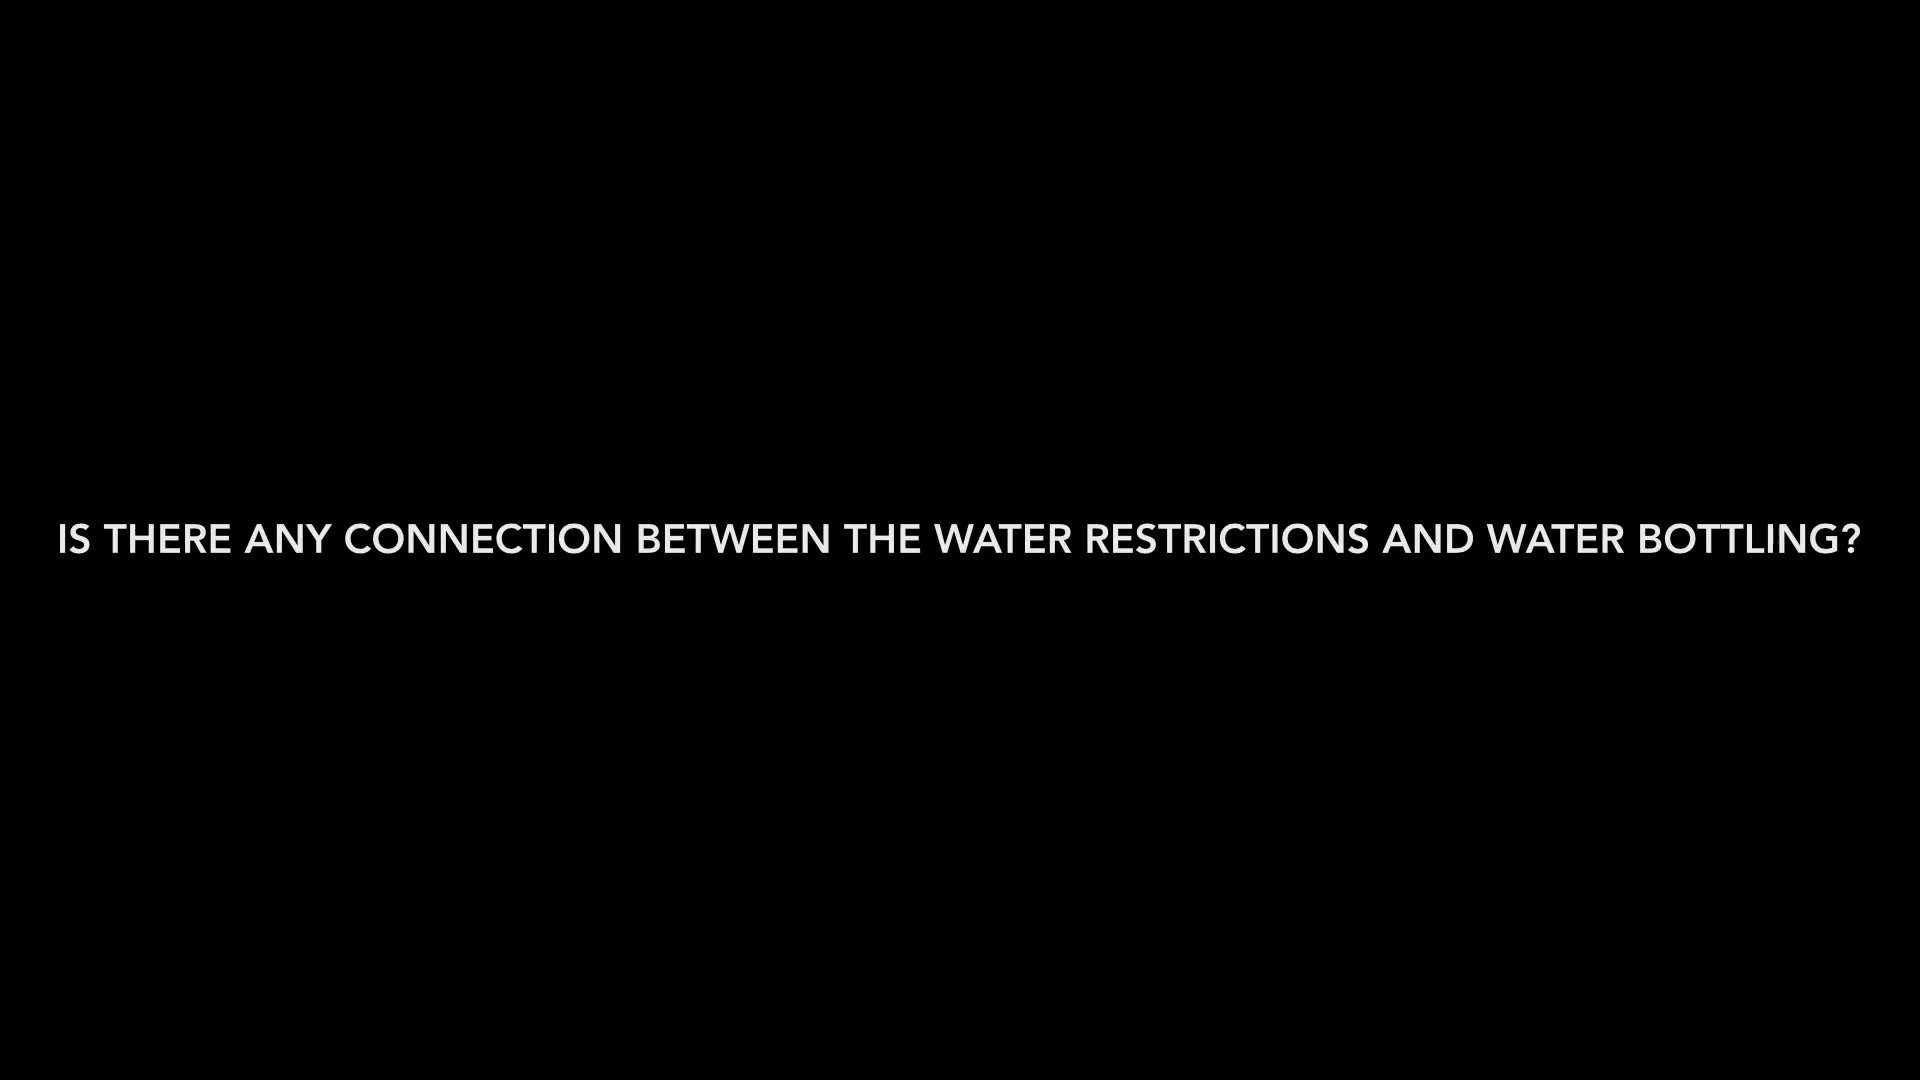 IS THERE ANY CONNECTION BETWEEN THE WATER RESTRICTIONS AND WATER BOTTLING?